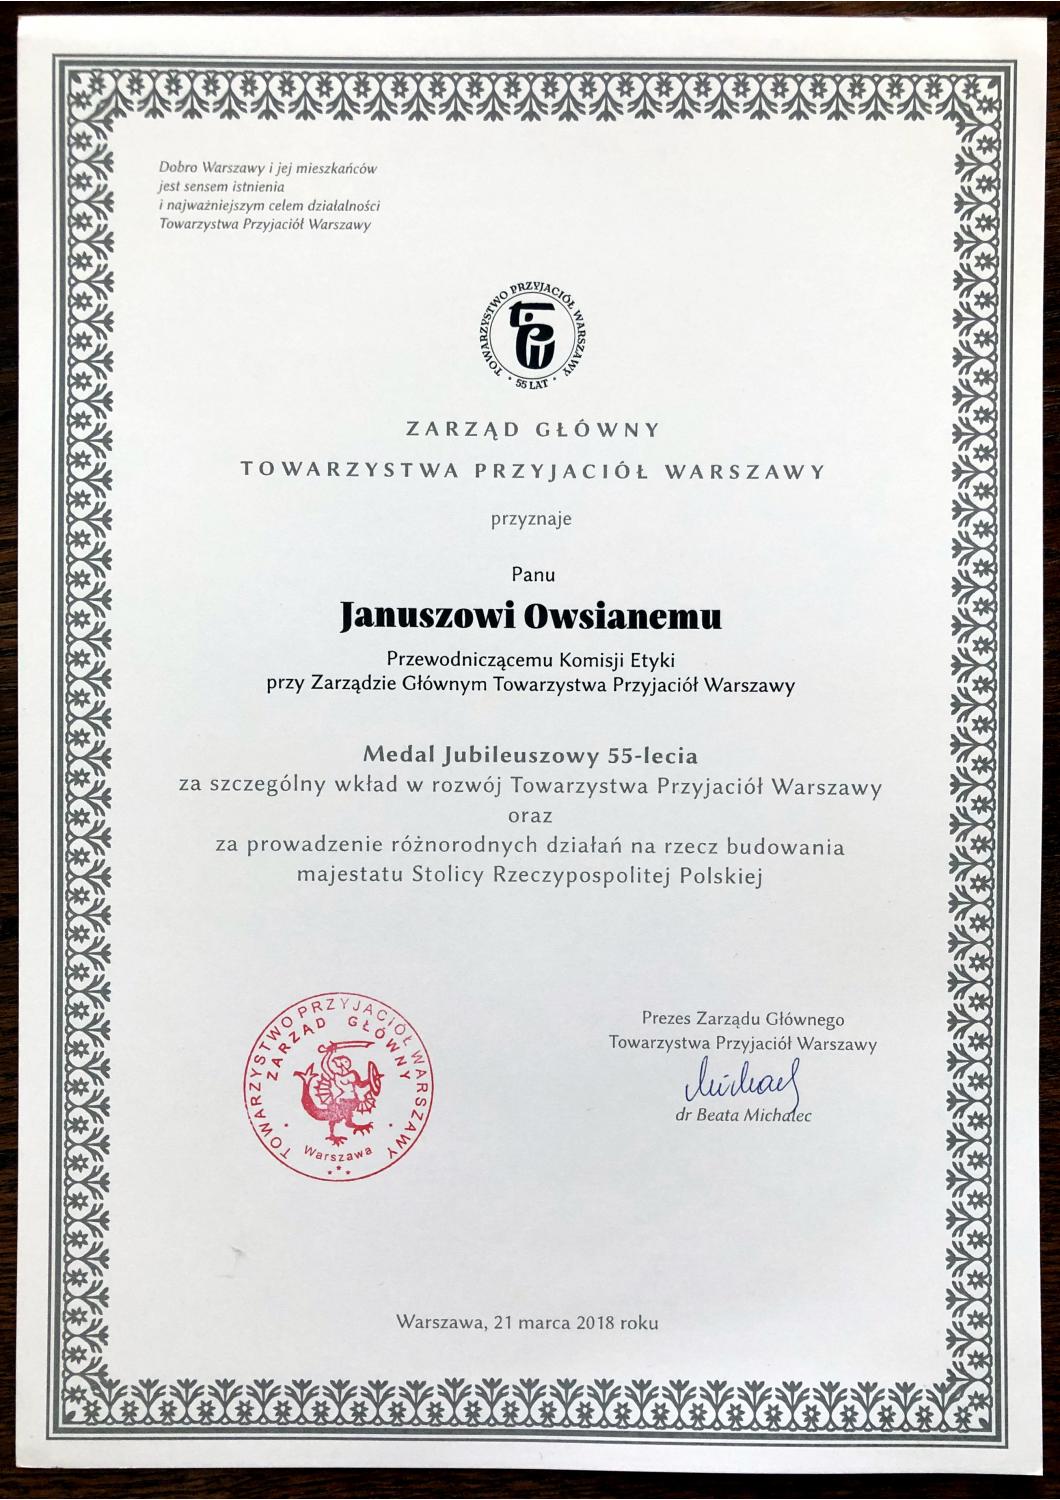 Dobro Warszawy i jej mieszkańców
jest sensem istnienia
i najważniejszym celem działalności
Towarzystwa Przyjaciół Warszawy
TOWARZYSTWO PRZYJACIÓŁ WARSZAWY
• 55 LAT •
ZARZĄD GŁÓWNY
TOWARZYSTWA PRZYJACIÓŁ WARSZAWY
przyznaje
Panu
Januszowi Owsianemu
Przewodniczącemu Komisji Etyki
przy Zarządzie Głównym Towarzystwa Przyjaciół Warszawy
Medal Jubileuszowy 55-lecia
za szczególny wkład w rozwój Towarzystwa Przyjaciół Warszawy
oraz
za prowadzenie różnorodnych działań na rzecz budowania
majestatu Stolicy Rzeczypospolitej Polskiej
TOWARZYSTWO PRZYJACIÓŁ WARSZAWY
ZARZĄD GŁÓWNY
Warszawa
Prezes Zarządu Głównego
Towarzystwa Przyjaciół Warszawy
Michalec
dr Beata Michalec
Warszawa, 21 marca 2018 roku